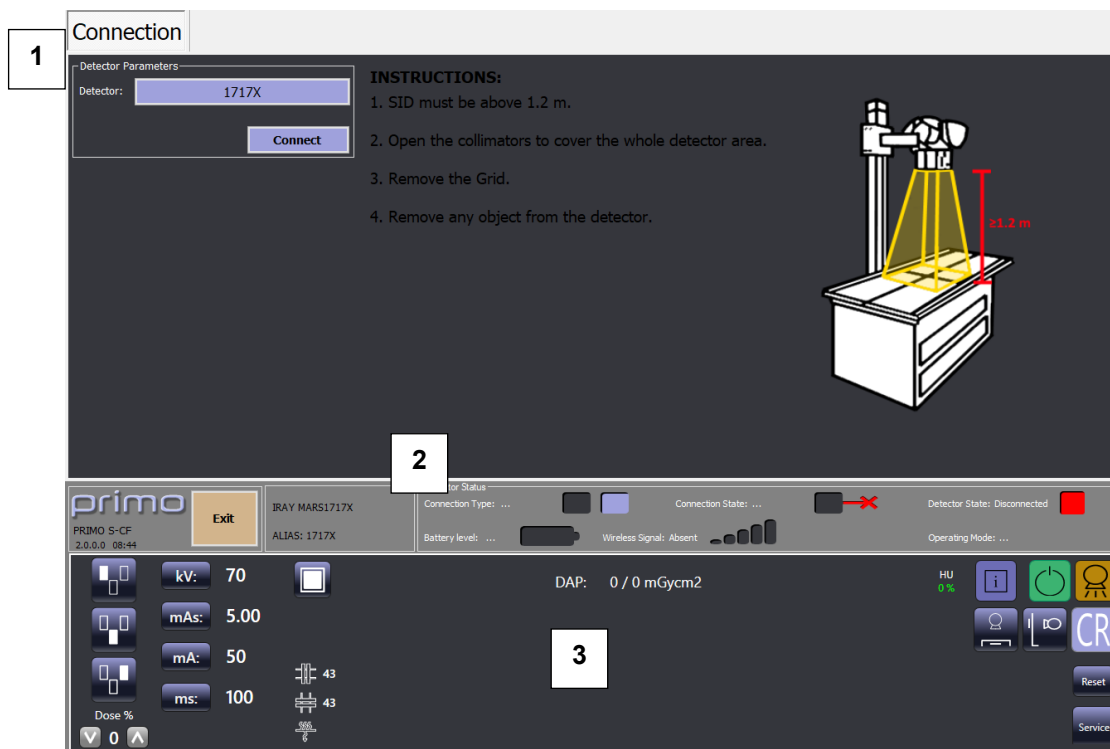 Connection
1
Detector Parameters
Detector: 1717X
Connect
INSTRUCTIONS:
1. SID must be above 1.2 m.
2. Open the collimators to cover the whole detector area.
3. Remove the Grid.
4. Remove any object from the detector.
≥1.2 m
2
primo
PRIMO S-CF
2.0.0.0 08:44
Exit
IRAY MARS1717X
ALIAS: 1717X
Status
Connection Type: ...
Connection State: ...
Detector State: Disconnected
Battery level: ...
Wireless Signal: Absent
Operating Mode: ...
kV: 70
mAs: 5.00
mA: 50
ms: 100
Dose %
0
43
43
DAP: 0 / 0 mGycm2
3
HU
0 %
i
CR
Reset
Service